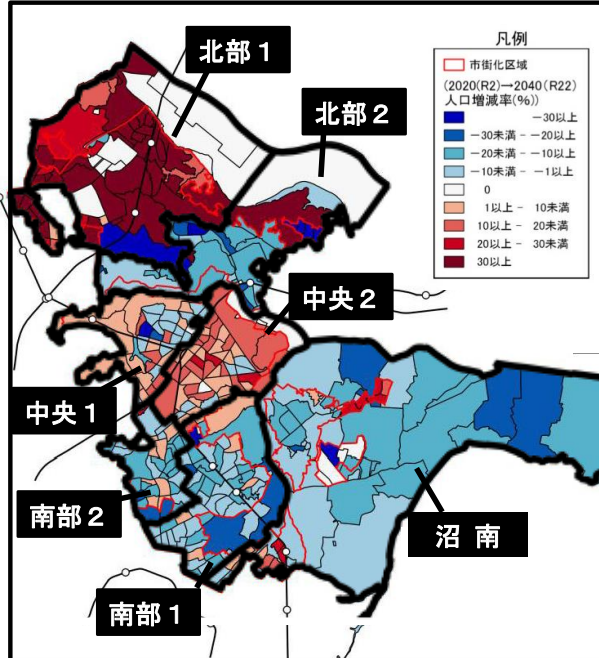 凡例
市街化区域
(2020(R2)→2040(R22)
人口増減率(%))
－30以上
－30未満 - －20以上
－20未満 - －10以上
－10未満 - －1以上
0
1以上 - 10未満
10以上 - 20未満
20以上 - 30未満
30以上
北部１
北部２
中央２
中央１
南部２
沼 南
南部１